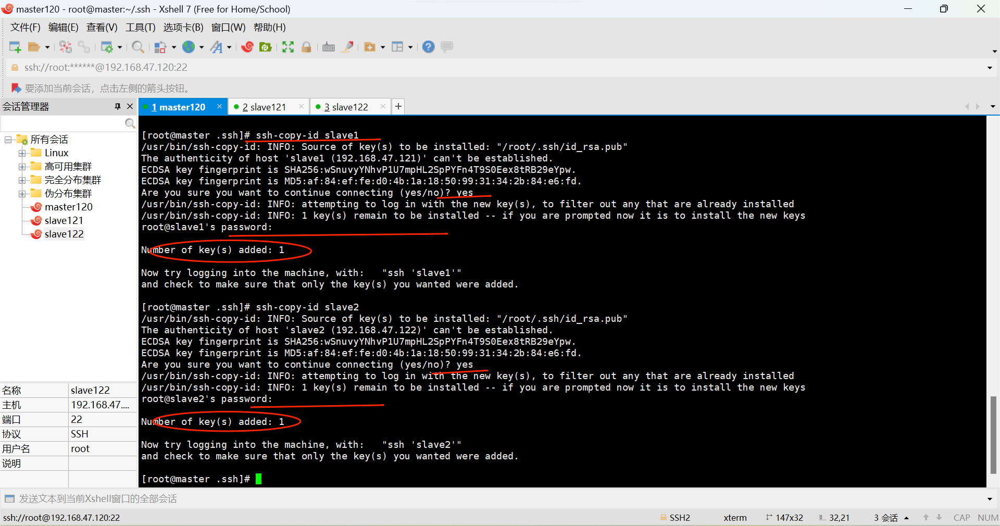 master120 - root@master:~/.ssh - Xshell 7 (Free for Home/School)
文件(F) 编辑(E) 查看(V) 工具(T) 选项卡(B) 窗口(W) 帮助(H)
ssh://root:******@192.168.47.120:22
要添加当前会话，点击左侧的箭头按钮。
会话管理器
1 master120
2 slave121
3 slave122
所有会话
Linux
高可用集群
完全分布集群
伪分布集群
master120
slave121
slave122
名称 slave122
主机 192.168.47....
端口 22
协议 SSH
用户名 root
说明
[root@master .ssh]# ssh-copy-id slave1
/usr/bin/ssh-copy-id: INFO: Source of key(s) to be installed: "/root/.ssh/id_rsa.pub"
The authenticity of host 'slave1 (192.168.47.121)' can't be established.
ECDSA key fingerprint is SHA256:wSnuvyYNhvP1U7mpHL2SpPYFn4T9S0Eex8tRB29eYpw.
ECDSA key fingerprint is MD5:af:84:ef:fe:d0:4b:1a:18:50:99:31:34:2b:84:e6:fd.
Are you sure you want to continue connecting (yes/no)? yes
/usr/bin/ssh-copy-id: INFO: attempting to log in with the new key(s), to filter out any that are already installed
/usr/bin/ssh-copy-id: INFO: 1 key(s) remain to be installed -- if you are prompted now it is to install the new keys
root@slave1's password:
Number of key(s) added: 1
Now try logging into the machine, with:   "ssh 'slave1'"
and check to make sure that only the key(s) you wanted were added.
[root@master .ssh]# ssh-copy-id slave2
/usr/bin/ssh-copy-id: INFO: Source of key(s) to be installed: "/root/.ssh/id_rsa.pub"
The authenticity of host 'slave2 (192.168.47.122)' can't be established.
ECDSA key fingerprint is SHA256:wSnuvyYNhvP1U7mpHL2SpPYFn4T9S0Eex8tRB29eYpw.
ECDSA key fingerprint is MD5:af:84:ef:fe:d0:4b:1a:18:50:99:31:34:2b:84:e6:fd.
Are you sure you want to continue connecting (yes/no)? yes
/usr/bin/ssh-copy-id: INFO: attempting to log in with the new key(s), to filter out any that are already installed
/usr/bin/ssh-copy-id: INFO: 1 key(s) remain to be installed -- if you are prompted now it is to install the new keys
root@slave2's password:
Number of key(s) added: 1
Now try logging into the machine, with:   "ssh 'slave2'"
and check to make sure that only the key(s) you wanted were added.
[root@master .ssh]#
发送文本到当前Xshell窗口的全部会话
ssh://root@192.168.47.120:22 SSH2 xterm 147x32 32,21 3 会话 CAP NUM